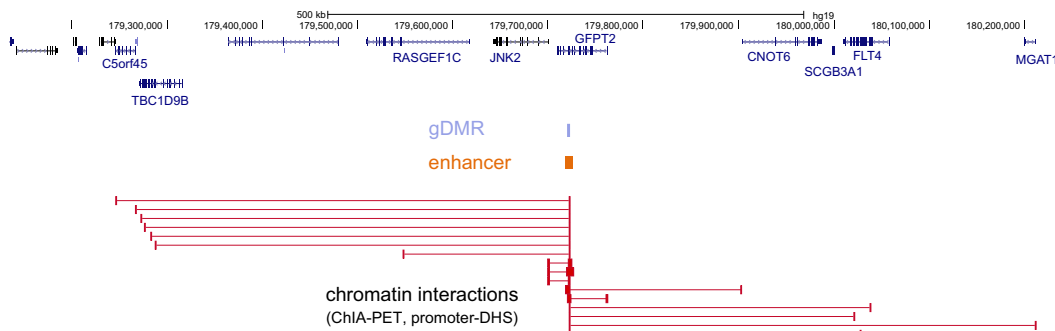 500 kb hg19
179,300,000 179,400,000 179,500,000 179,600,000 179,700,000 179,800,000 179,900,000 180,000,000 180,100,000 180,200,000
GFPT2
C5orf45 RASGEF1C JNK2 CNOT6 FLT4 MGAT1
SCGB3A1
TBC1D9B
gDMR
enhancer
chromatin interactions
(ChIA-PET, promoter-DHS)